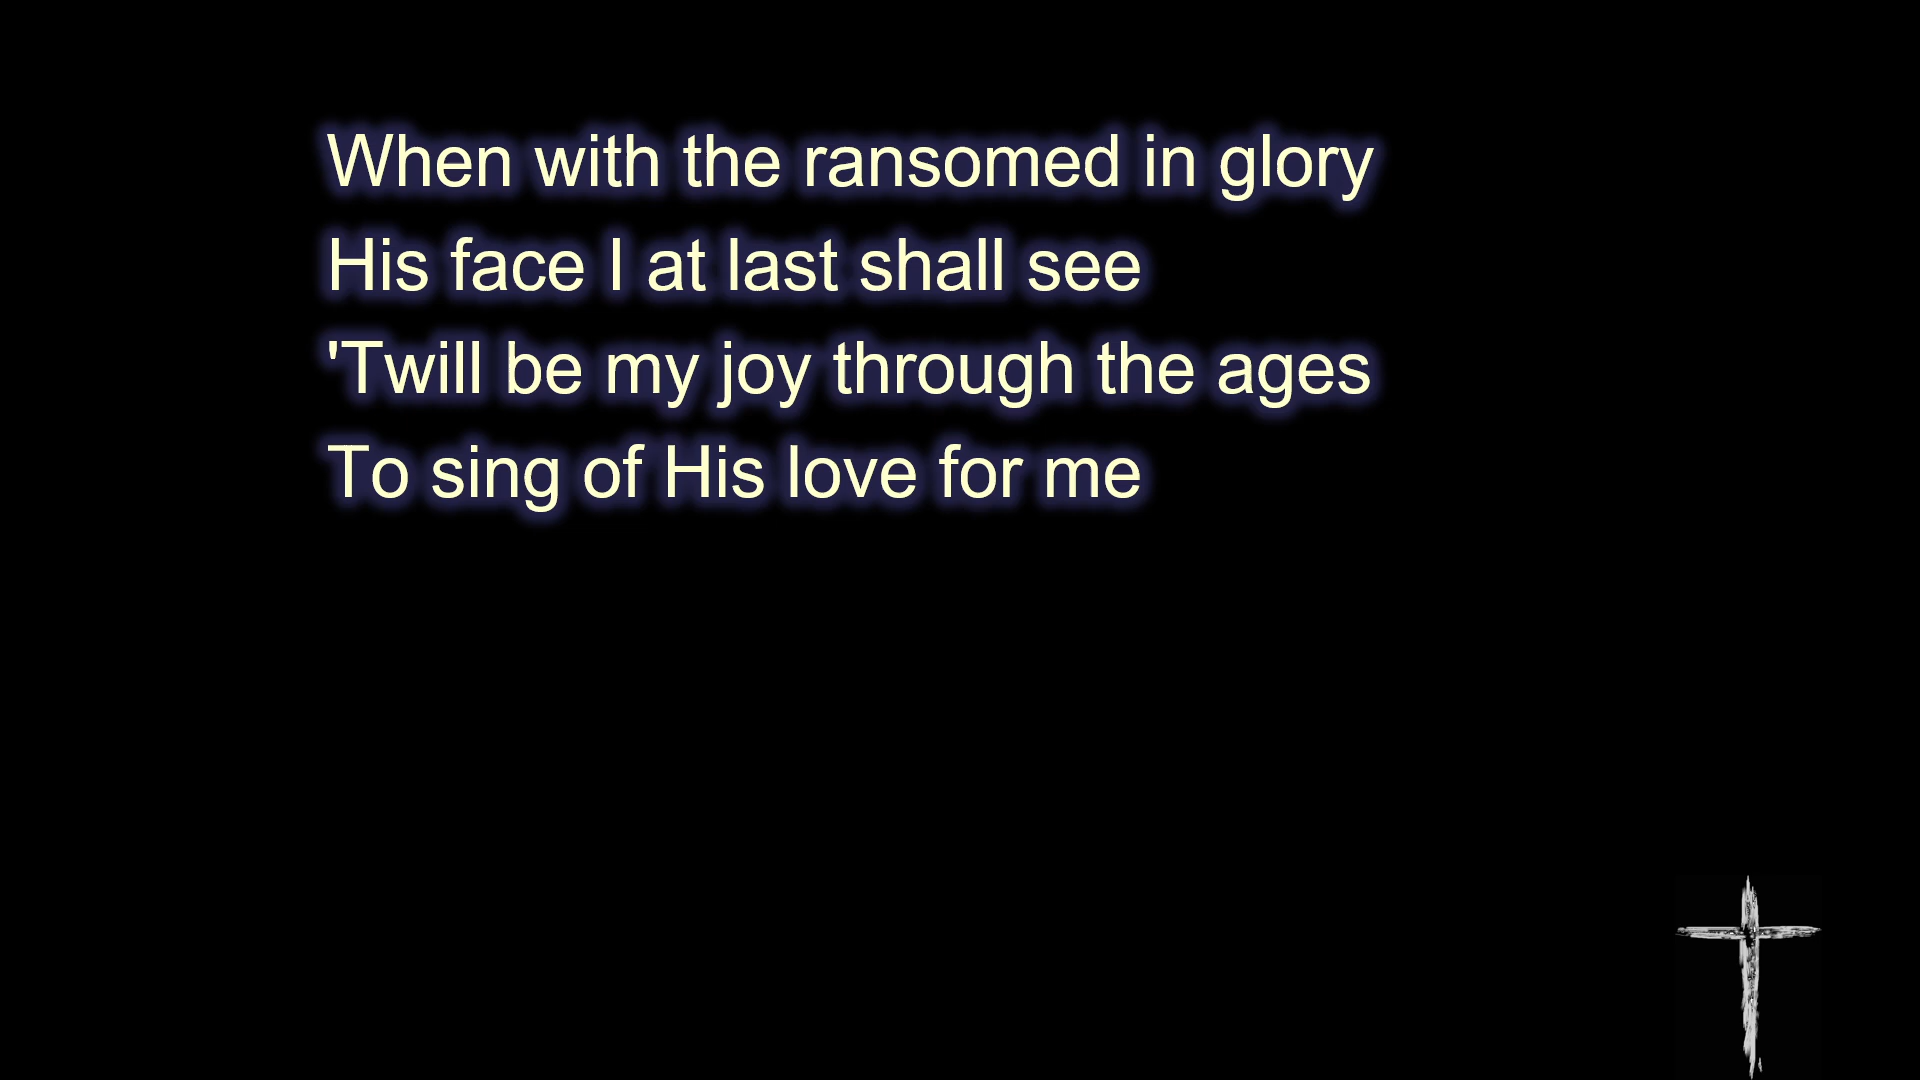 When with the ransomed in glory
His face I at last shall see
'Twill be my joy through the ages
To sing of His love for me